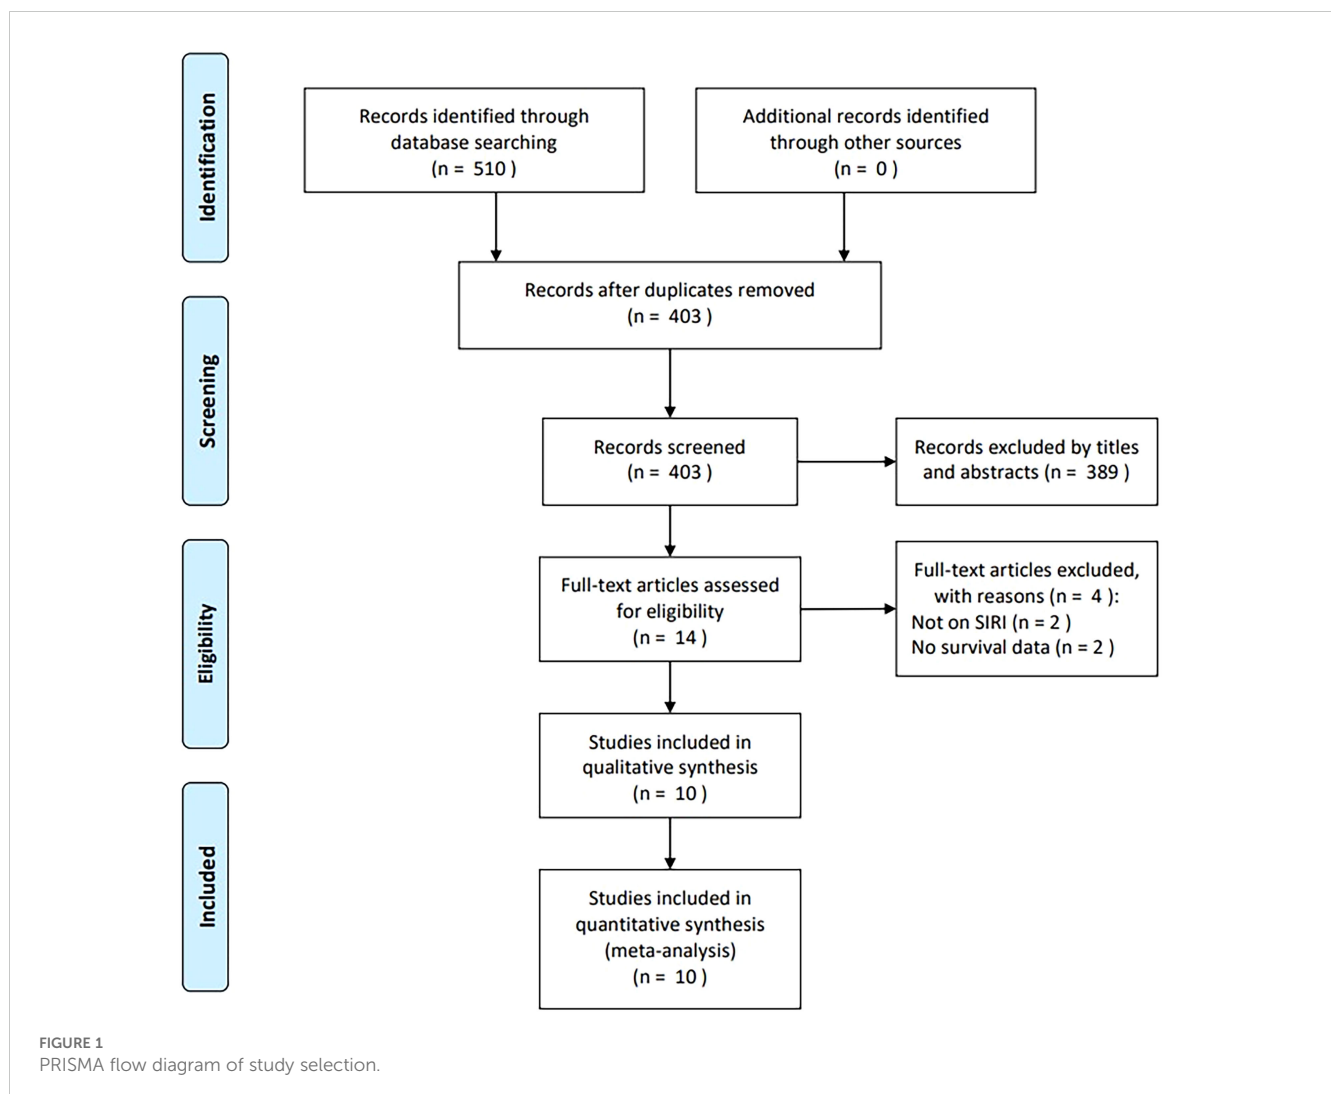 Identification
Records identified through
database searching
(n = 510 )
Additional records identified
through other sources
(n = 0 )
Records after duplicates removed
(n = 403 )
Screening
Records screened
(n = 403 )
Records excluded by titles
and abstracts (n = 389 )
Eligibility
Full-text articles assessed
for eligibility
(n = 14 )
Full-text articles excluded,
with reasons (n = 4 ):
Not on SIRI (n = 2 )
No survival data (n = 2 )
Studies included in
qualitative synthesis
(n = 10 )
Included
Studies included in
quantitative synthesis
(meta-analysis)
(n = 10 )
FIGURE 1
PRISMA flow diagram of study selection.